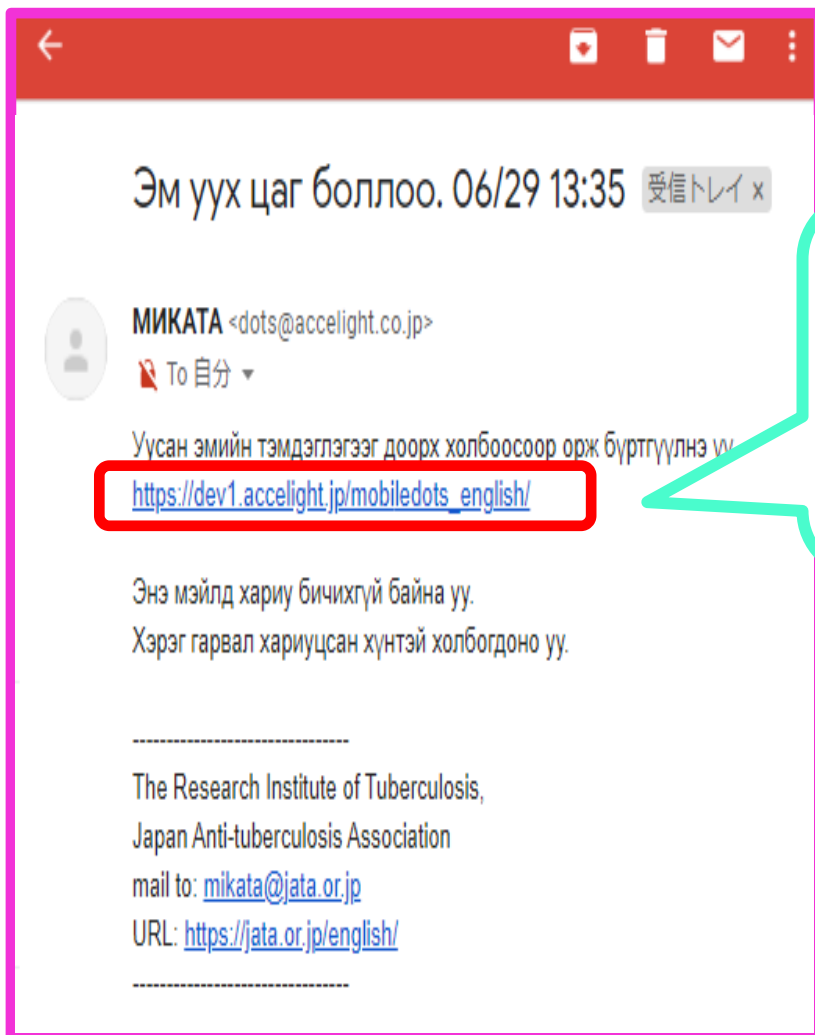 Эм уух цаг боллоо. 06/29 13:35 受信トレイ x
МИКАТА <dots@accelight.co.jp>
To 自分
Уусан эмийн тэмдэглэгээг доорх холбоосоор орж бүртгүүлнэ уу
https://dev1.accelight.jp/mobiledots_english/
Энэ мэйлд хариу бичихгүй байна уу.
Хэрэг гарвал хариуцсан хүнтэй холбогдоно уу.
--------------------------------
The Research Institute of Tuberculosis,
Japan Anti-tuberculosis Association
mail to: mikata@jata.or.jp
URL: https://jata.or.jp/english/
--------------------------------